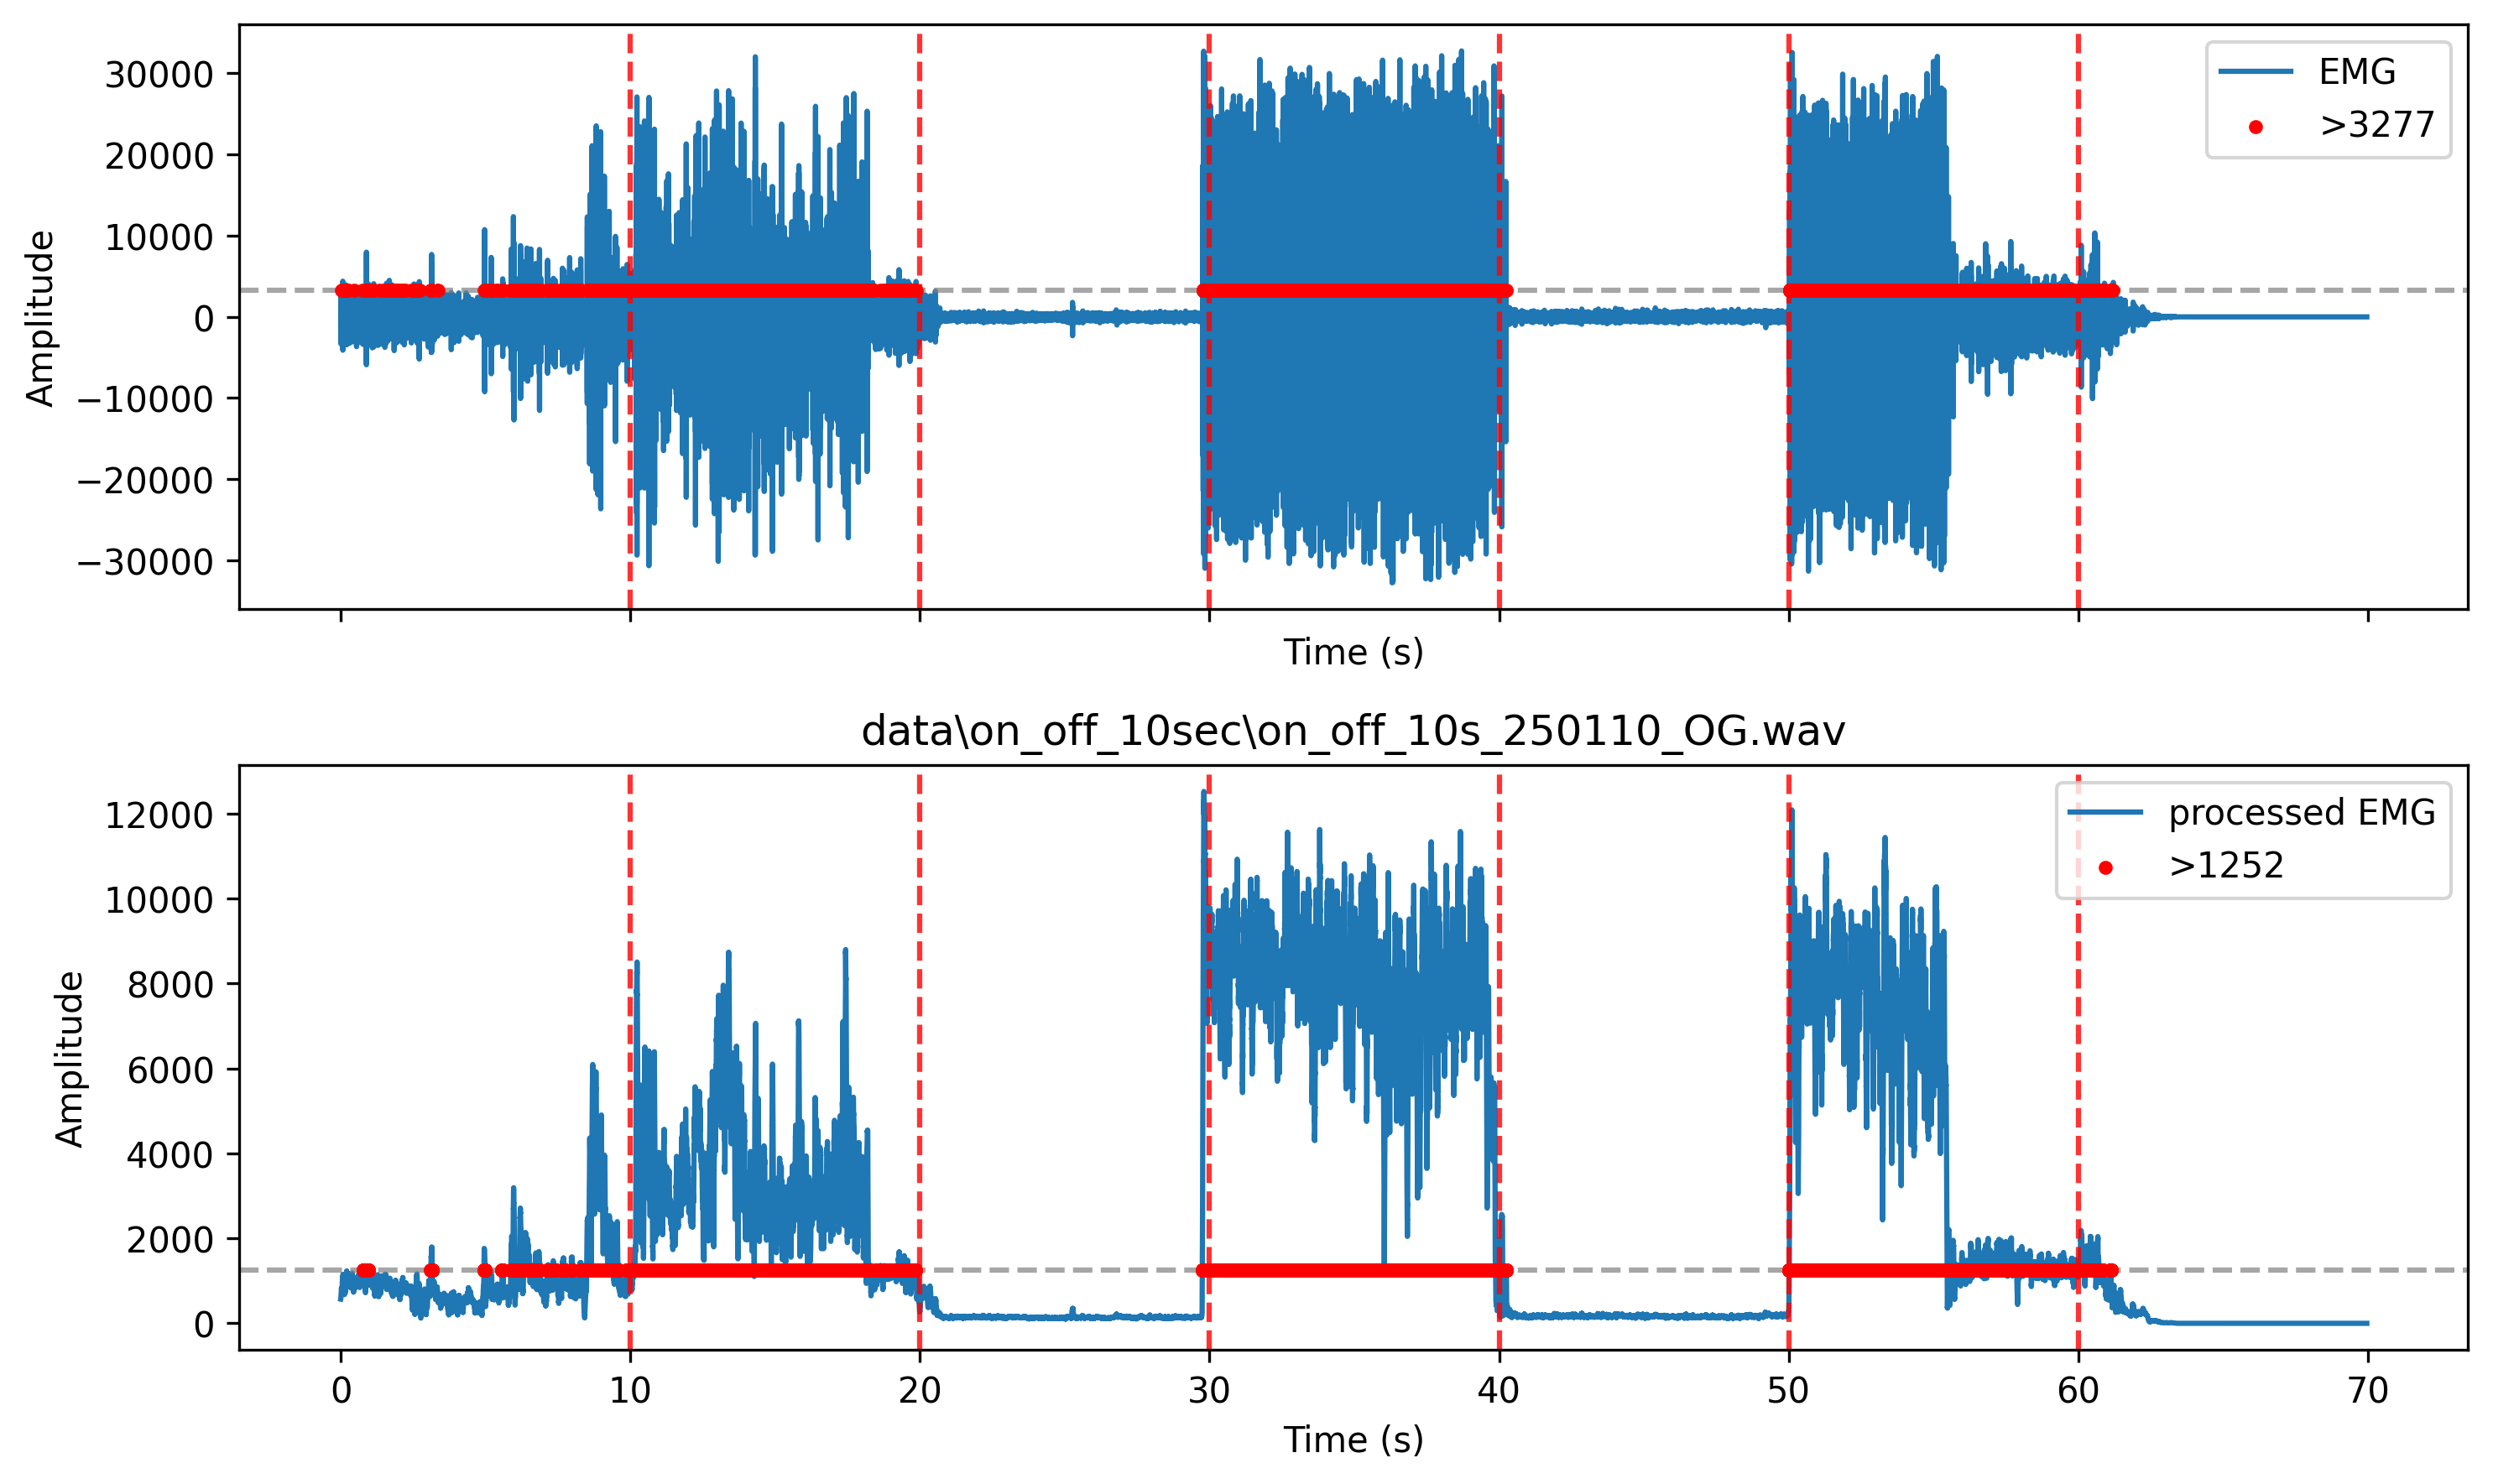 EMG
>3277
30000
20000
10000
0
−10000
−20000
−30000
Amplitude
Time (s)
data\on_off_10sec\on_off_10s_250110_OG.wav
processed EMG
>1252
12000
10000
8000
6000
4000
2000
0
Amplitude
0 10 20 30 40 50 60 70
Time (s)